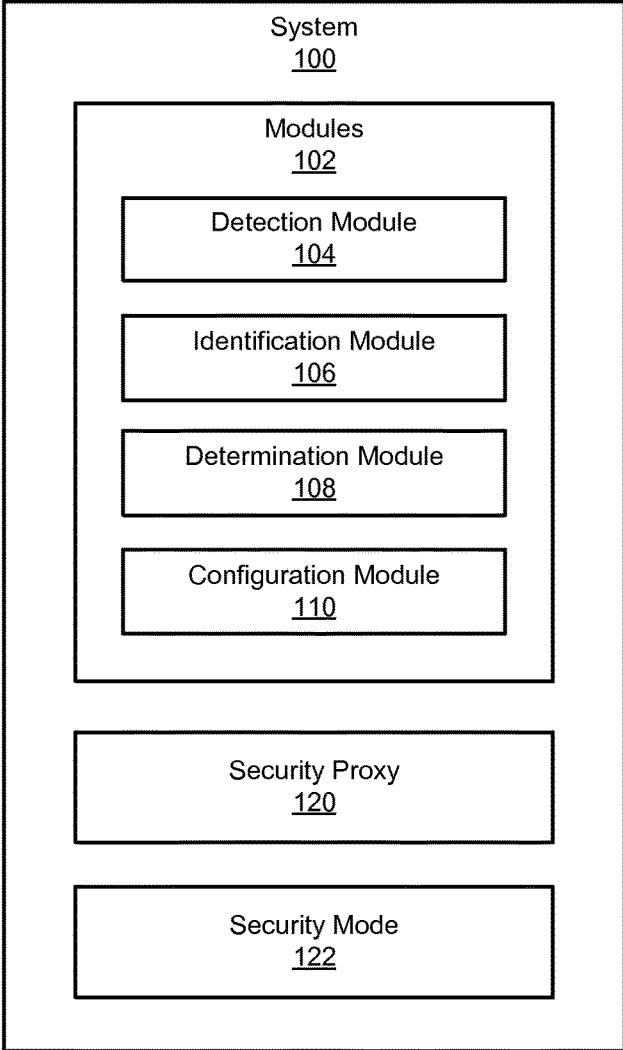 System
100
Modules
102
Detection Module
104
Identification Module
106
Determination Module
108
Configuration Module
110
Security Proxy
120
Security Mode
122